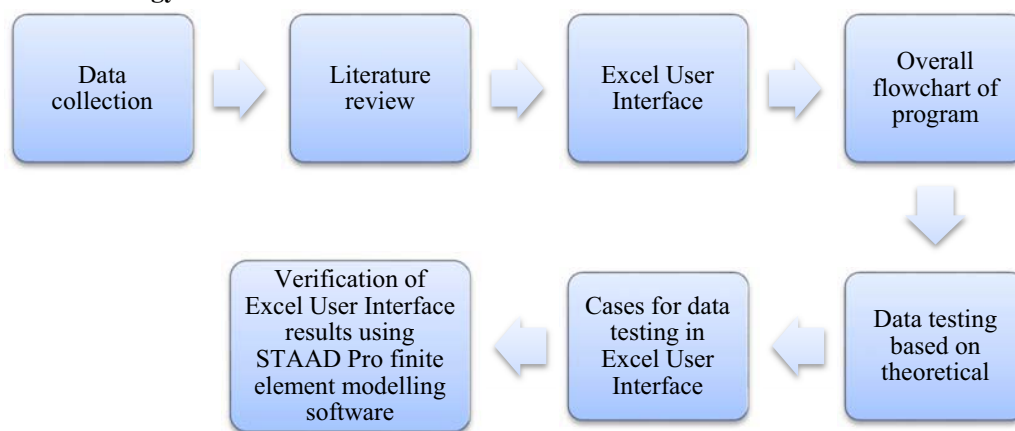 Data
collection
Literature
review
Excel User
Interface
Overall
flowchart of
program
Data testing
based on
theoretical
Cases for data
testing in
Excel User
Interface
Verification of
Excel User Interface
results using
STAAD Pro finite
element modelling
software